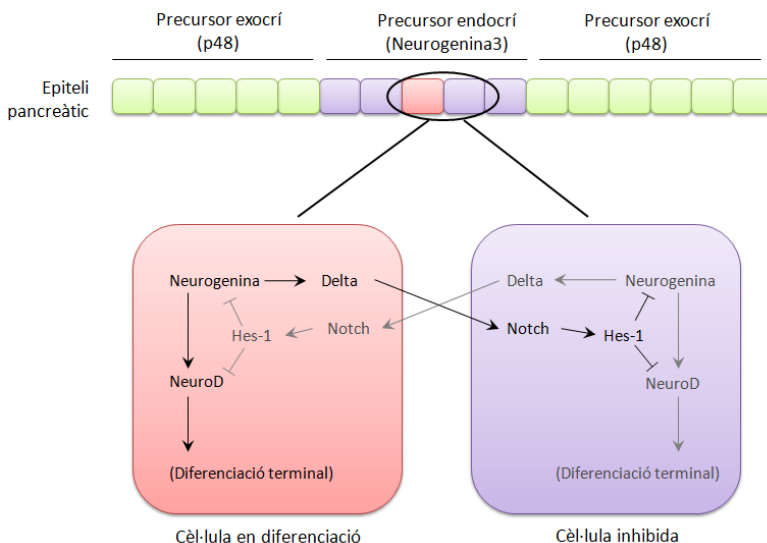 Precursor exocrí
(p48)
Precursor endocrí
(Neurogenina3)
Precursor exocrí
(p48)
Epiteli
pancreàtic
Neurogenina
Delta
Hes-1
Notch
NeuroD
(Diferenciació terminal)
Delta
Neurogenina
Notch
Hes-1
NeuroD
(Diferenciació terminal)
Cèl·lula en diferenciació
Cèl·lula inhibida